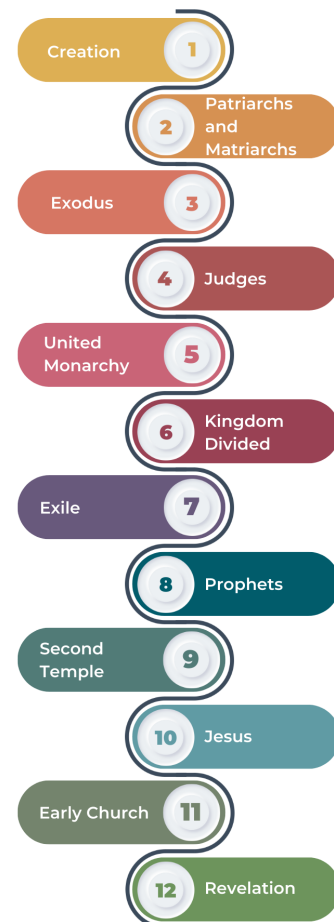 Creation
1
2
Patriarchs
and
Matriarchs
Exodus
3
4
Judges
United
Monarchy
5
6
Kingdom
Divided
Exile
7
8
Prophets
Second
Temple
9
10
Jesus
Early Church
11
12
Revelation